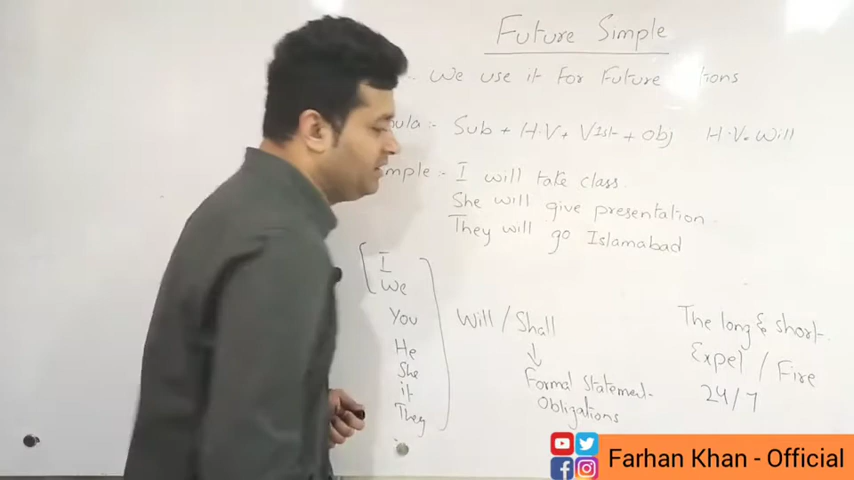 Future Simple
We use it for Future
Sub + H.V + VIst + obj H.V. Will
:- I will take class.
She will give presentation.
They will go Islamabad
I
We
You
He
She
it
They
Will / Shall
Formal Statement.
Obligations
The long & short.
Expel / Fire
24/7
Farhan Khan - Official